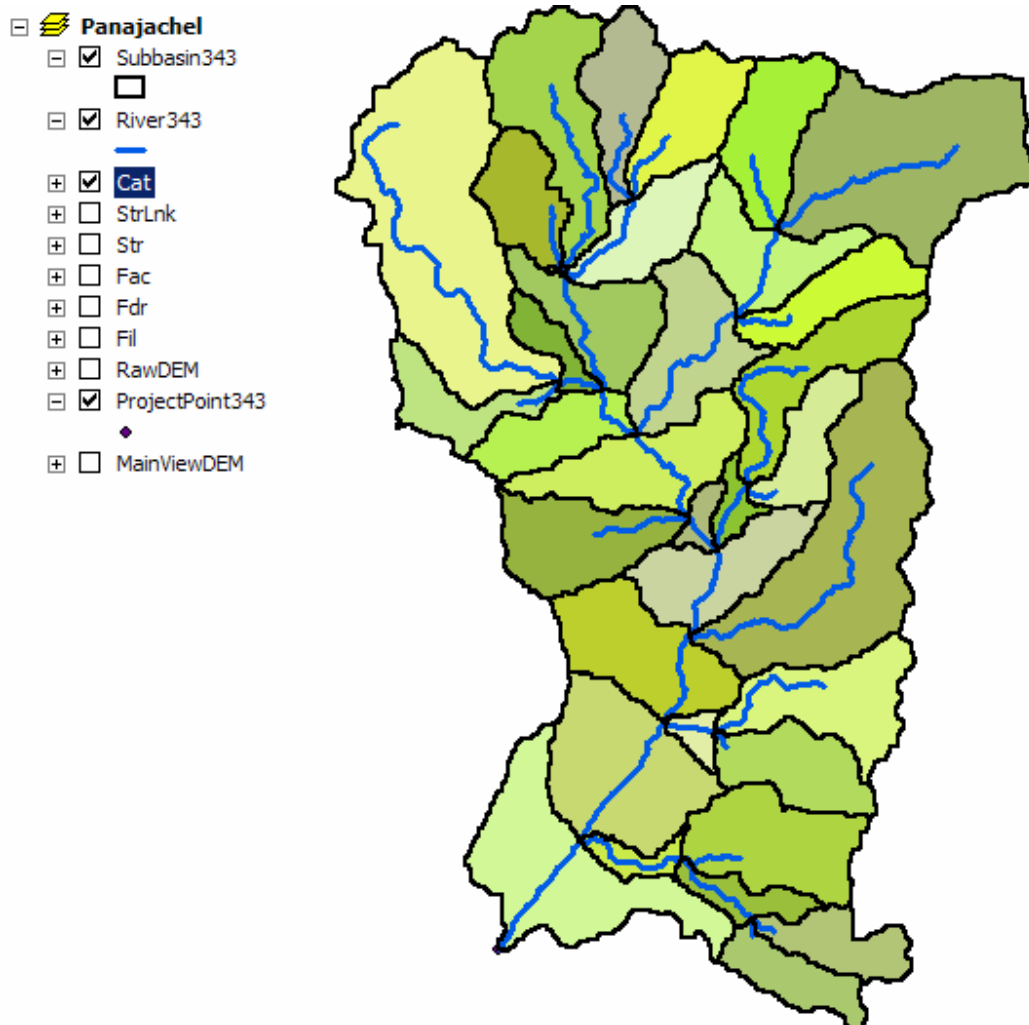 Panajachel
Subbasin343
River343
Cat
StrLnk
Str
Fac
Fdr
Fil
RawDEM
ProjectPoint343
MainViewDEM